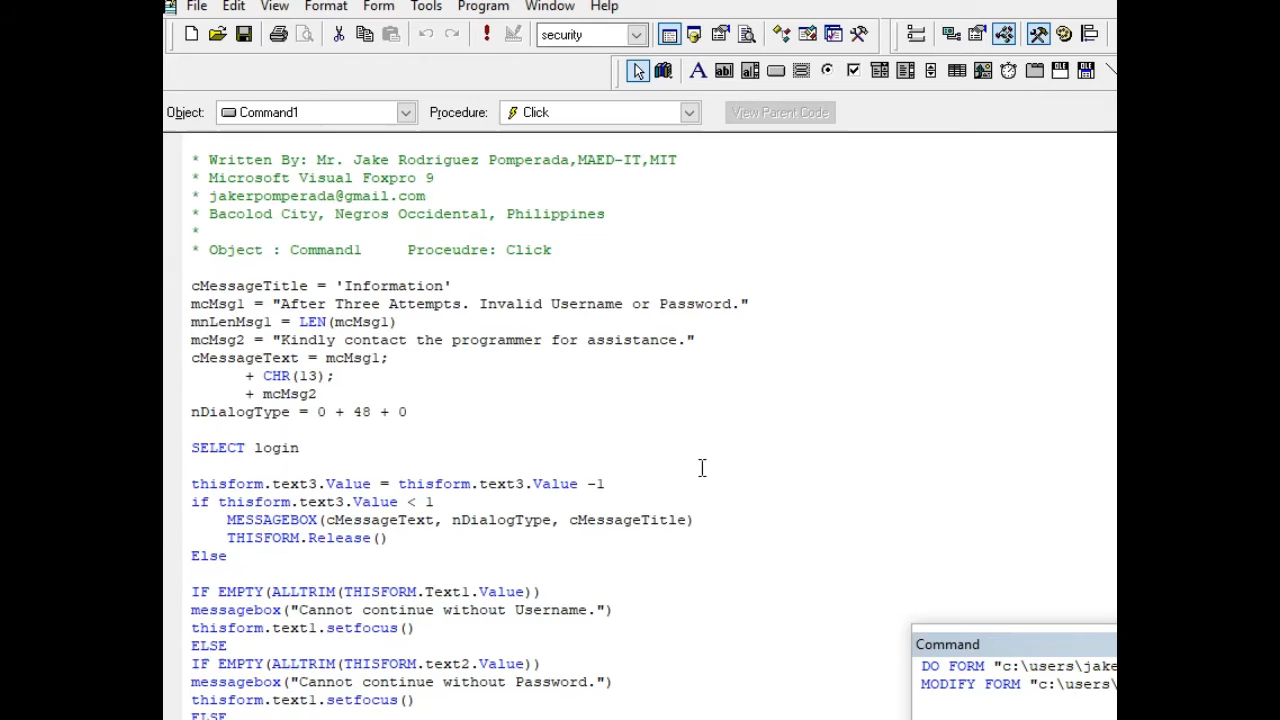 File Edit View Format Form Tools Program Window Help
security
Object: Command1 Procedure: Click View Parent Code
* Written By: Mr. Jake Rodriguez Pomperada,MAED-IT,MIT
* Microsoft Visual Foxpro 9
* jakerpomperada@gmail.com
* Bacolod City, Negros Occidental, Philippines
*
* Object : Command1 Proceudre: Click
cMessageTitle = 'Information'
mcMsg1 = "After Three Attempts. Invalid Username or Password."
mnLenMsg1 = LEN(mcMsg1)
mcMsg2 = "Kindly contact the programmer for assistance."
cMessageText = mcMsg1;
+ CHR(13);
+ mcMsg2
nDialogType = 0 + 48 + 0
SELECT login
thisform.text3.Value = thisform.text3.Value -1
if thisform.text3.Value < 1
MESSAGEBOX(cMessageText, nDialogType, cMessageTitle)
THISFORM.Release()
Else
IF EMPTY(ALLTRIM(THISFORM.Text1.Value))
messagebox("Cannot continue without Username.")
thisform.text1.setfocus()
ELSE
IF EMPTY(ALLTRIM(THISFORM.text2.Value))
messagebox("Cannot continue without Password.")
thisform.text1.setfocus()
ELSE
Command
DO FORM "c:\users\jake
MODIFY FORM "c:\users\